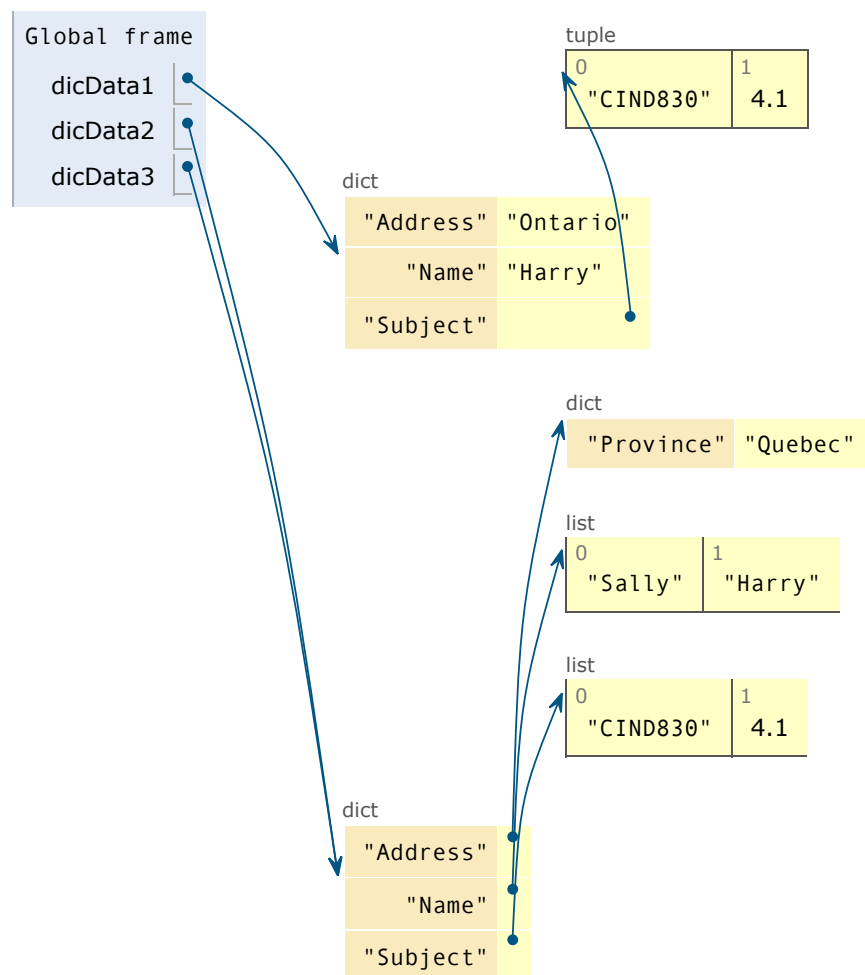 Global frame
dicData1
dicData2
dicData3
tuple
0 1
"CIND830" 4.1
dict
"Address" "Ontario"
"Name" "Harry"
"Subject"
dict
"Province" "Quebec"
list
0 1
"Sally" "Harry"
list
0 1
"CIND830" 4.1
dict
"Address"
"Name"
"Subject"